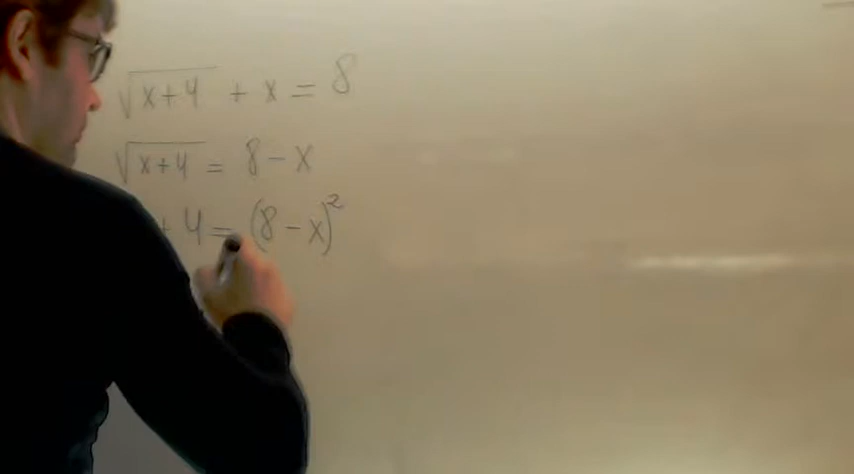 √(x+4) + x = 8
√(x+4) = 8 - x
+ 4 = (8 - x)²